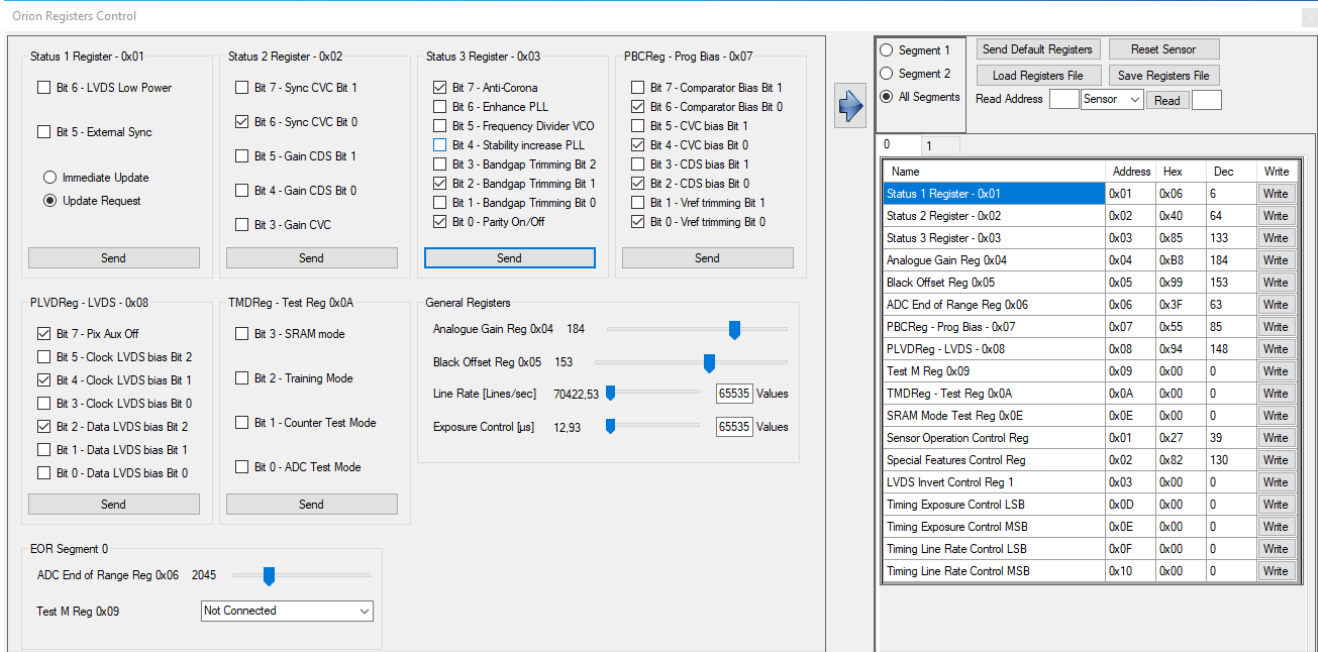 Orion Registers Control
Status 1 Register - 0x01
Bit 6 - LVDS Low Power
Bit 5 - External Sync
Immediate Update
Update Request
Send
Status 2 Register - 0x02
Bit 7 - Sync CVC Bit 1
Bit 6 - Sync CVC Bit 0
Bit 5 - Gain CDS Bit 1
Bit 4 - Gain CDS Bit 0
Bit 3 - Gain CVC
Send
Status 3 Register - 0x03
Bit 7 - Anti-Corona
Bit 6 - Enhance PLL
Bit 5 - Frequency Divider VCO
Bit 4 - Stability increase PLL
Bit 3 - Bandgap Trimming Bit 2
Bit 2 - Bandgap Trimming Bit 1
Bit 1 - Bandgap Trimming Bit 0
Bit 0 - Parity On/Off
Send
PBCReg - Prog Bias - 0x07
Bit 7 - Comparator Bias Bit 1
Bit 6 - Comparator Bias Bit 0
Bit 5 - CVC bias Bit 1
Bit 4 - CVC bias Bit 0
Bit 3 - CDS bias Bit 1
Bit 2 - CDS bias Bit 0
Bit 1 - Vref trimming Bit 1
Bit 0 - Vref trimming Bit 0
Send
PLVDReg - LVDS - 0x08
Bit 7 - Pix Aux Off
Bit 5 - Clock LVDS bias Bit 2
Bit 4 - Clock LVDS bias Bit 1
Bit 3 - Clock LVDS bias Bit 0
Bit 2 - Data LVDS bias Bit 2
Bit 1 - Data LVDS bias Bit 1
Bit 0 - Data LVDS bias Bit 0
Send
TMDReg - Test Reg 0x0A
Bit 3 - SRAM mode
Bit 2 - Training Mode
Bit 1 - Counter Test Mode
Bit 0 - ADC Test Mode
Send
General Registers
Analogue Gain Reg 0x04 184
Black Offset Reg 0x05 153
Line Rate [Lines/sec] 70422,53 65535 Values
Exposure Control [µs] 12,93 65535 Values
EOR Segment 0
ADC End of Range Reg 0x06 2045
Test M Reg 0x09 Not Connected
Segment 1
Segment 2
All Segments
Send Default Registers Reset Sensor
Load Registers File Save Registers File
Read Address Sensor Read
0 1
Name Address Hex Dec Write
Status 1 Register - 0x01 0x01 0x06 6 Write
Status 2 Register - 0x02 0x02 0x40 64 Write
Status 3 Register - 0x03 0x03 0x85 133 Write
Analogue Gain Reg 0x04 0x04 0xB8 184 Write
Black Offset Reg 0x05 0x05 0x99 153 Write
ADC End of Range Reg 0x06 0x06 0x3F 63 Write
PBCReg - Prog Bias - 0x07 0x07 0x55 85 Write
PLVDReg - LVDS - 0x08 0x08 0x94 148 Write
Test M Reg 0x09 0x09 0x00 0 Write
TMDReg - Test Reg 0x0A 0x0A 0x00 0 Write
SRAM Mode Test Reg 0x0E 0x0E 0x00 0 Write
Sensor Operation Control Reg 0x01 0x27 39 Write
Special Features Control Reg 0x02 0x82 130 Write
LVDS Invert Control Reg 1 0x03 0x00 0 Write
Timing Exposure Control LSB 0x0D 0x00 0 Write
Timing Exposure Control MSB 0x0E 0x00 0 Write
Timing Line Rate Control LSB 0x0F 0x00 0 Write
Timing Line Rate Control MSB 0x10 0x00 0 Write